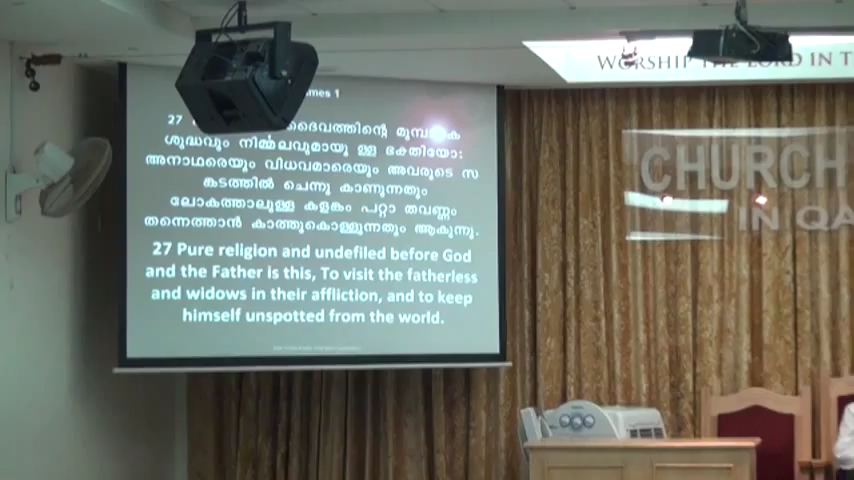 WORSHIP THE LORD IN T
CHURCH
IN QA
mes 1
27 ദൈവത്തിന്റെ
ശുദ്ധവും നിൎമ്മലവുമായു ള്ള ഭക്തിയോ:
അനാഥരെയും വിധവമാരെയും അവരുടെ സ
ങ്കടത്തിൽ ചെന്നു കാണുന്നതും
ലോകത്താലുള്ള കളങ്കം പറ്റാ തവണ്ണം
തന്നെത്താൻ കാത്തുകൊള്ളുന്നതും ആകുന്നു.
27 Pure religion and undefiled before God
and the Father is this, To visit the fatherless
and widows in their affliction, and to keep
himself unspotted from the world.